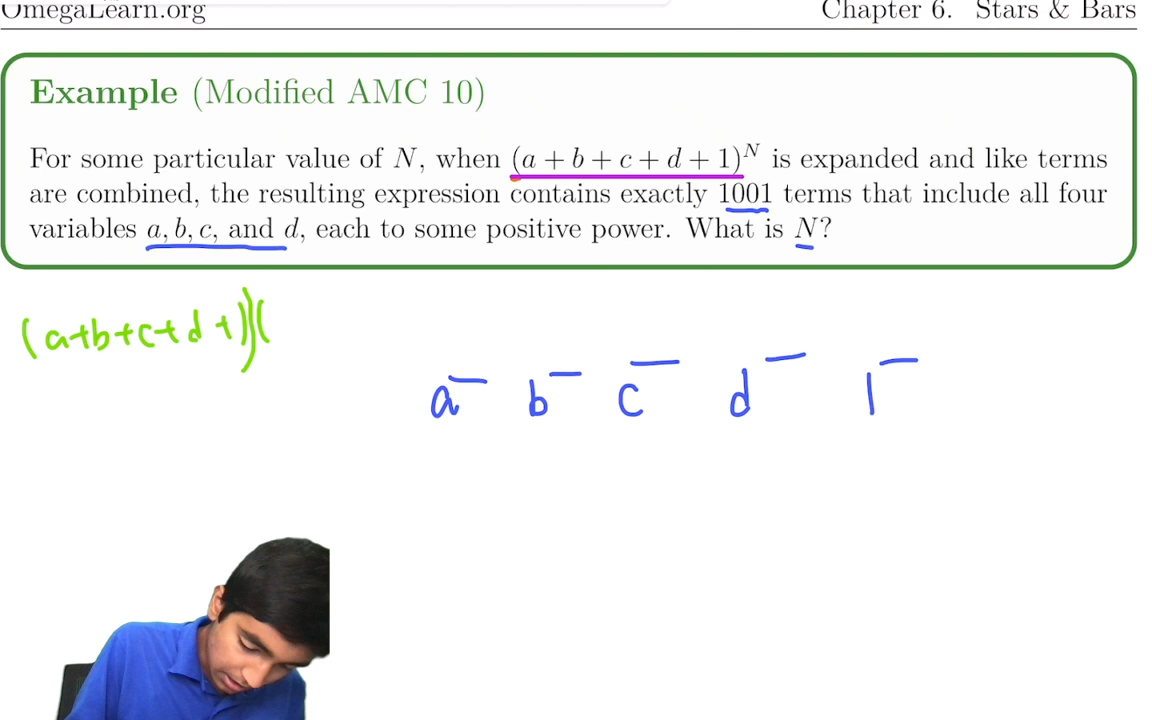 OmegaLearn.org Chapter 6. Stars & Bars
Example (Modified AMC 10)
For some particular value of N, when (a + b + c + d + 1)^N is expanded and like terms
are combined, the resulting expression contains exactly 1001 terms that include all four
variables a, b, c, and d, each to some positive power. What is N?
(a+b+c+d+1)(
a¯ b¯ c¯ d¯ 1¯